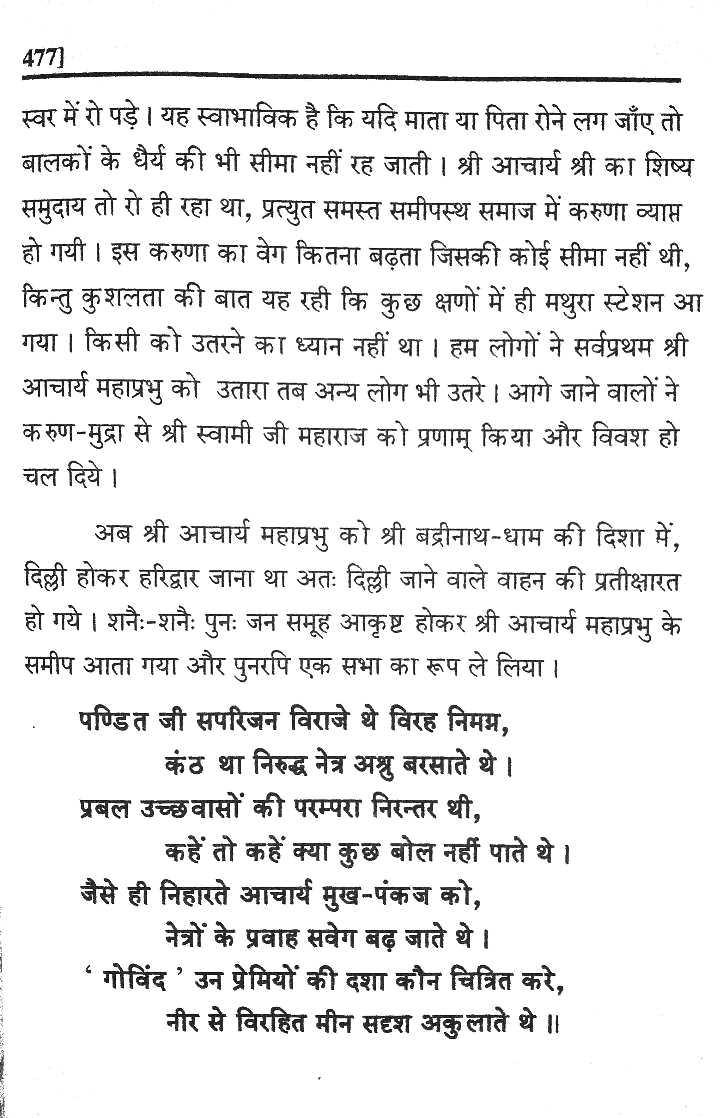 477]
स्वर में रो पड़े । यह स्वाभाविक है कि यदि माता या पिता रोने लग जाँए तो
बालकों के धैर्य की भी सीमा नहीं रह जाती । श्री आचार्य श्री का शिष्य
समुदाय तो रो ही रहा था, प्रत्युत समस्त समीपस्थ समाज में करुणा व्याप्त
हो गयी । इस करुणा का वेग कितना बढ़ता जिसकी कोई सीमा नहीं थी,
किन्तु कुशलता की बात यह रही कि कुछ क्षणों में ही मथुरा स्टेशन आ
गया । किसी को उतरने का ध्यान नहीं था । हम लोगों ने सर्वप्रथम श्री
आचार्य महाप्रभु को उतारा तब अन्य लोग भी उतरे । आगे जाने वालों ने
करुण-मुद्रा से श्री स्वामी जी महाराज को प्रणाम् किया और विवश हो
चल दिये ।
अब श्री आचार्य महाप्रभु को श्री बद्रीनाथ-धाम की दिशा में,
दिल्ली होकर हरिद्वार जाना था अतः दिल्ली जाने वाले वाहन की प्रतीक्षारत
हो गये । शनैः-शनैः पुनः जन समूह आकृष्ट होकर श्री आचार्य महाप्रभु के
समीप आता गया और पुनरपि एक सभा का रूप ले लिया ।
पण्डित जी सपरिजन विराजे थे विरह निमग्न,
कंठ था निरुद्ध नेत्र अश्रु बरसाते थे ।
प्रबल उच्छवासों की परम्परा निरन्तर थी,
कहें तो कहें क्या कुछ बोल नहीं पाते थे ।
जैसे ही निहारते आचार्य मुख-पंकज को,
नेत्रों के प्रवाह सवेग बढ़ जाते थे ।
‘ गोविंद ’ उन प्रेमियों की दशा कौन चित्रित करे,
नीर से विरहित मीन सदृश अकुलाते थे ॥